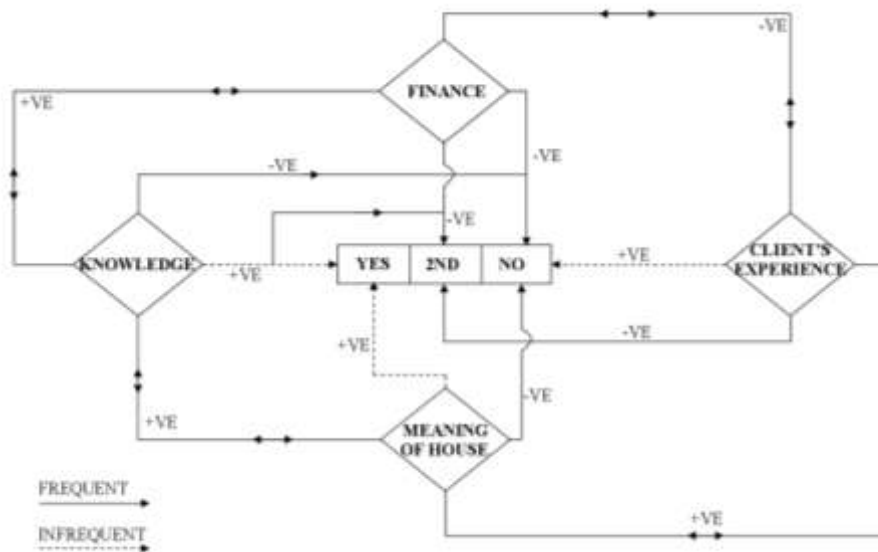 -VE
FINANCE
+VE
-VE
-VE
-VE
KNOWLEDGE
+VE
YES
2ND
NO
+VE
CLIENT'S
EXPERIENCE
+VE
-VE
-VE
+VE
MEANING
OF HOUSE
FREQUENT
+VE
INFREQUENT